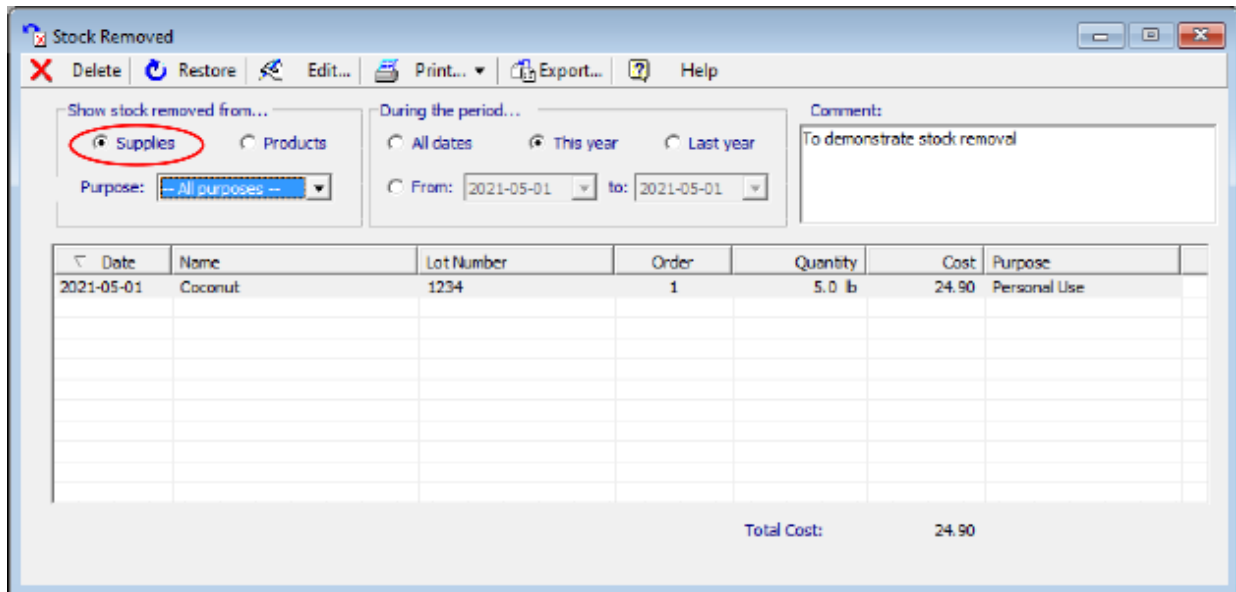 Stock Removed
Delete Restore Edit... Print... Export... Help
Show stock removed from... During the period... Comment:
Supplies Products All dates This year Last year To demonstrate stock removal
Purpose: -- All purposes -- From: 2021-05-01 to: 2021-05-01
Date Name Lot Number Order Quantity Cost Purpose
2021-05-01 Coconut 1234 1 5.0 lb 24.90 Personal Use
Total Cost: 24.90